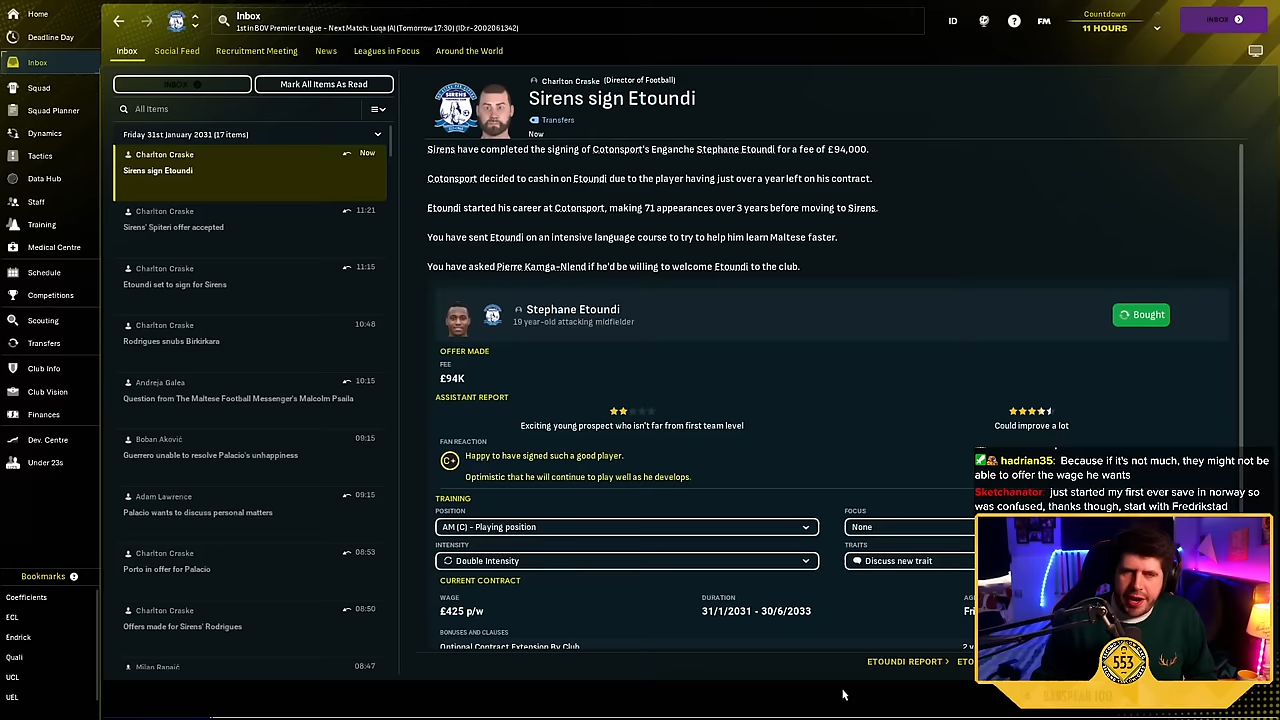 Home
Deadline Day
Inbox
Squad
Squad Planner
Dynamics
Tactics
Data Hub
Staff
Training
Medical Centre
Schedule
Competitions
Scouting
Transfers
Club Info
Club Vision
Finances
Dev. Centre
Under 23s
Bookmarks
Coefficients
ECL
Endrick
Quali
UCL
UEL
Inbox
1st in BOV Premier League - Next Match: Luqa (A) (Tomorrow 17:30) (ID:r-2002061342)
ID
FM
Countdown
11 HOURS
INBOX
Inbox
Social Feed
Recruitment Meeting
News
Leagues in Focus
Around the World
INBOX
Mark All Items As Read
All Items
Friday 31st January 2031 (17 items)
Charlton Craske
Now
Sirens sign Etoundi
Charlton Craske
11:21
Sirens' Spiteri offer accepted
Charlton Craske
11:15
Etoundi set to sign for Sirens
Charlton Craske
10:48
Rodrigues snubs Birkirkara
Andreja Galea
10:15
Question from The Maltese Football Messenger's Malcolm Psaila
Boban Aković
09:15
Guerrero unable to resolve Palacio's unhappiness
Adam Lawrence
09:15
Palacio wants to discuss personal matters
Charlton Craske
08:53
Porto in offer for Palacio
Charlton Craske
08:50
Offers made for Sirens' Rodrigues
08:47
SIRENS
Charlton Craske (Director of Football)
Sirens sign Etoundi
Transfers
Now
Sirens have completed the signing of Cotonsport's Enganche Stephane Etoundi for a fee of £94,000.
Cotonsport decided to cash in on Etoundi due to the player having just over a year left on his contract.
Etoundi started his career at Cotonsport, making 71 appearances over 3 years before moving to Sirens.
You have sent Etoundi on an intensive language course to try to help him learn Maltese faster.
You have asked Pierre Kamga-Nlend if he'd be willing to welcome Etoundi to the club.
Stephane Etoundi
19 year-old attacking midfielder
Bought
OFFER MADE
FEE
£94K
ASSISTANT REPORT
Exciting young prospect who isn't far from first team level
Could improve a lot
FAN REACTION
C+
Happy to have signed such a good player.
Optimistic that he will continue to play well as he develops.
TRAINING
POSITION
AM (C) - Playing position
FOCUS
None
INTENSITY
Double Intensity
TRAITS
Discuss new trait
CURRENT CONTRACT
WAGE
£425 p/w
DURATION
31/1/2031 - 30/6/2033
Fri
BONUSES AND CLAUSES
Optional Contract Extension By Club
ETOUNDI REPORT >
ETO
hadrian35: Because if it's not much, they might not be
able to offer the wage he wants
Sketchanator: just started my first ever save in norway so
was confused, thanks though, start with Fredrikstad
553